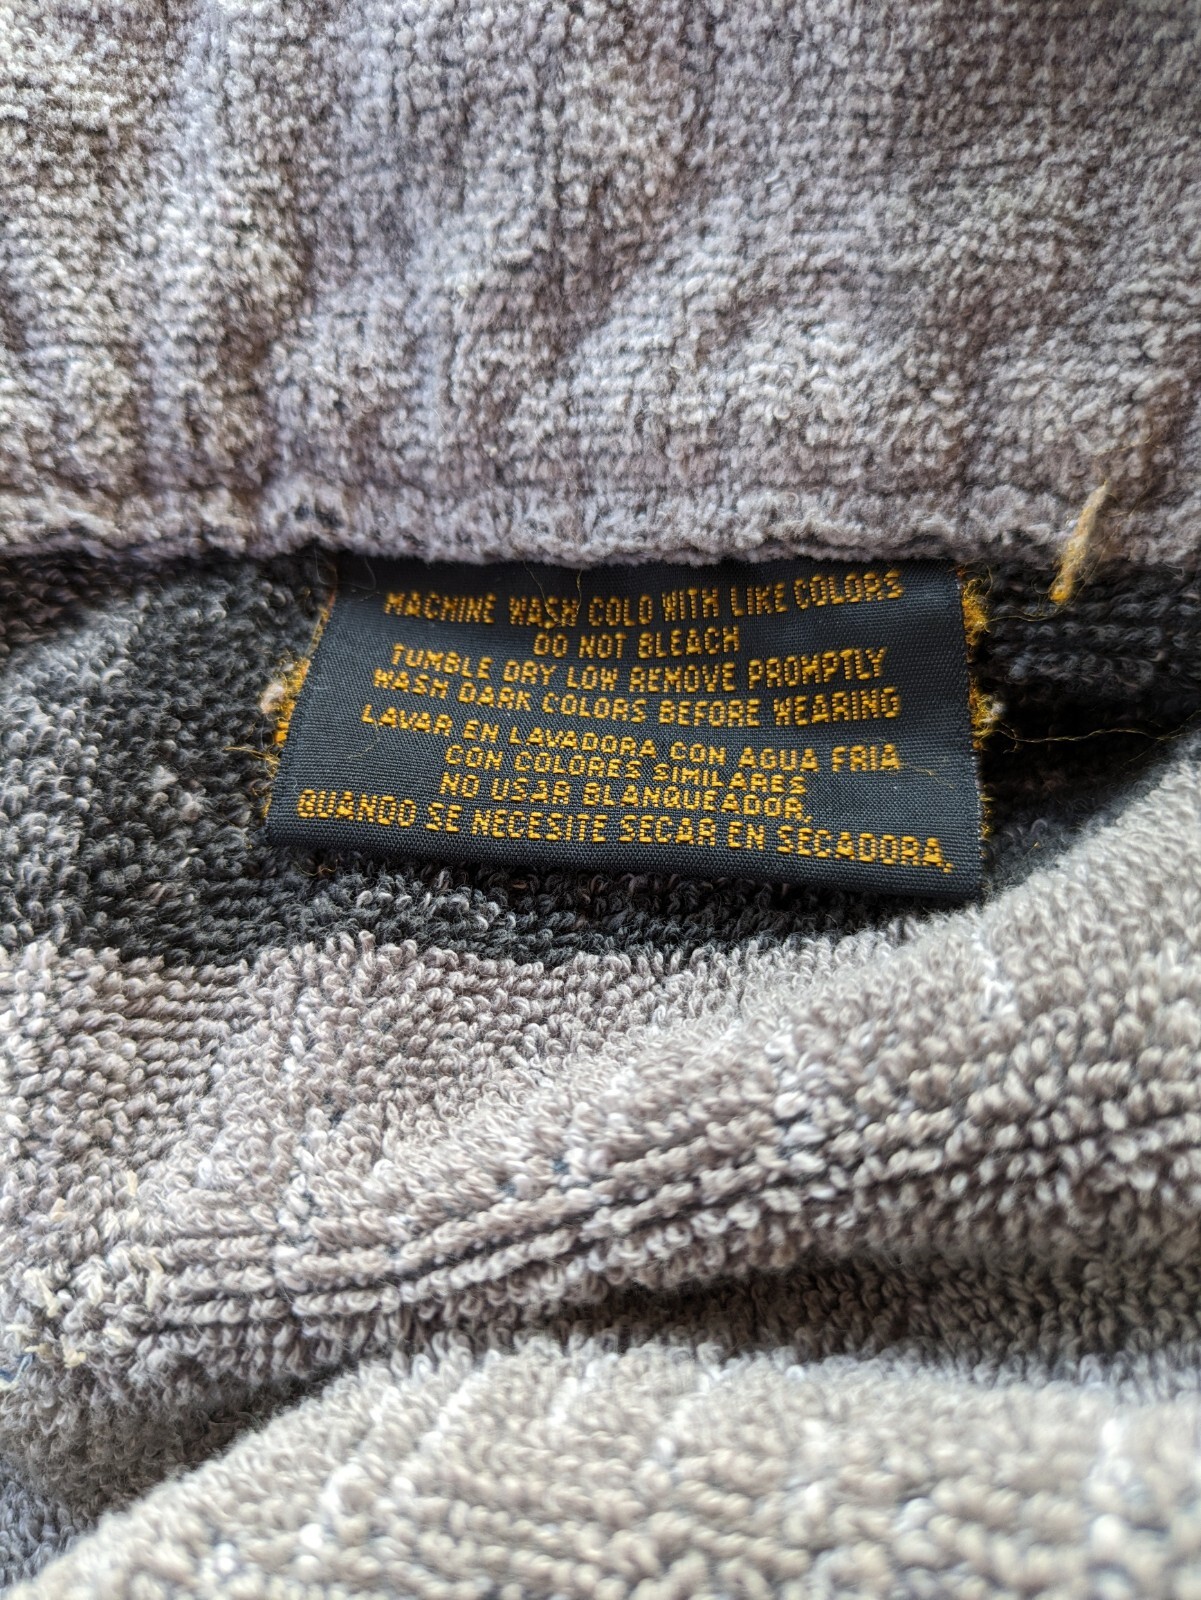 MACHINE WASH COLD WITH LIKE COLORS
DO NOT BLEACH
TUMBLE DRY LOW REMOVE PROMPTLY
WASH DARK COLORS BEFORE WEARING
LAVAR EN LAVADORA CON AGUA FRIA
CON COLORES SIMILARES
NO USAR BLANQUEADOR.
CUANDO SE NECESITE SECAR EN SECADORA.